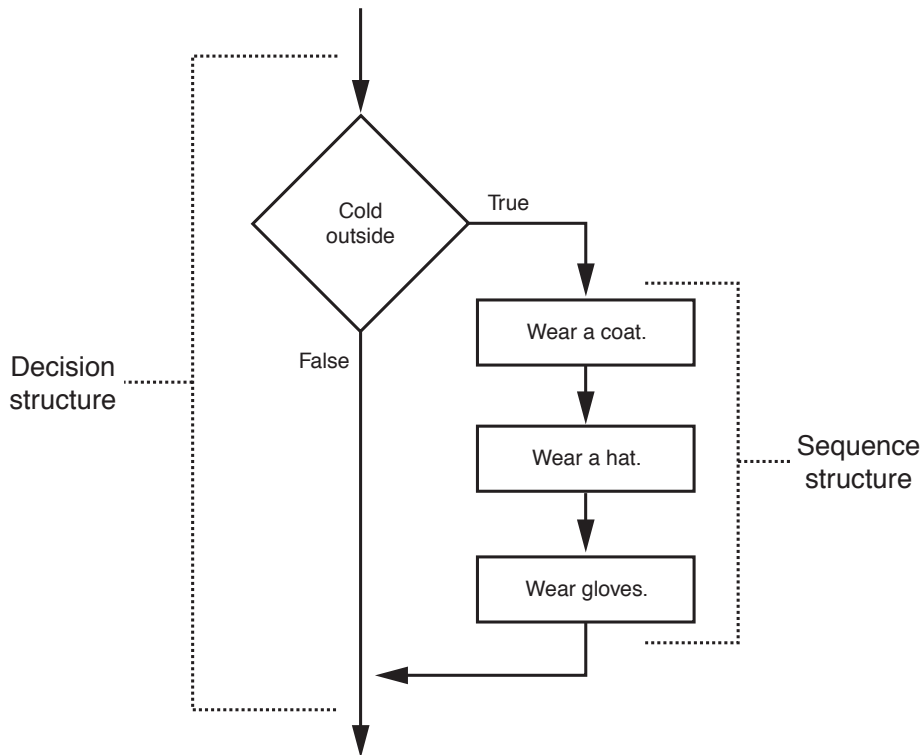 Cold
outside
True
Wear a coat.
False
Decision
structure
Wear a hat.
Sequence
structure
Wear gloves.